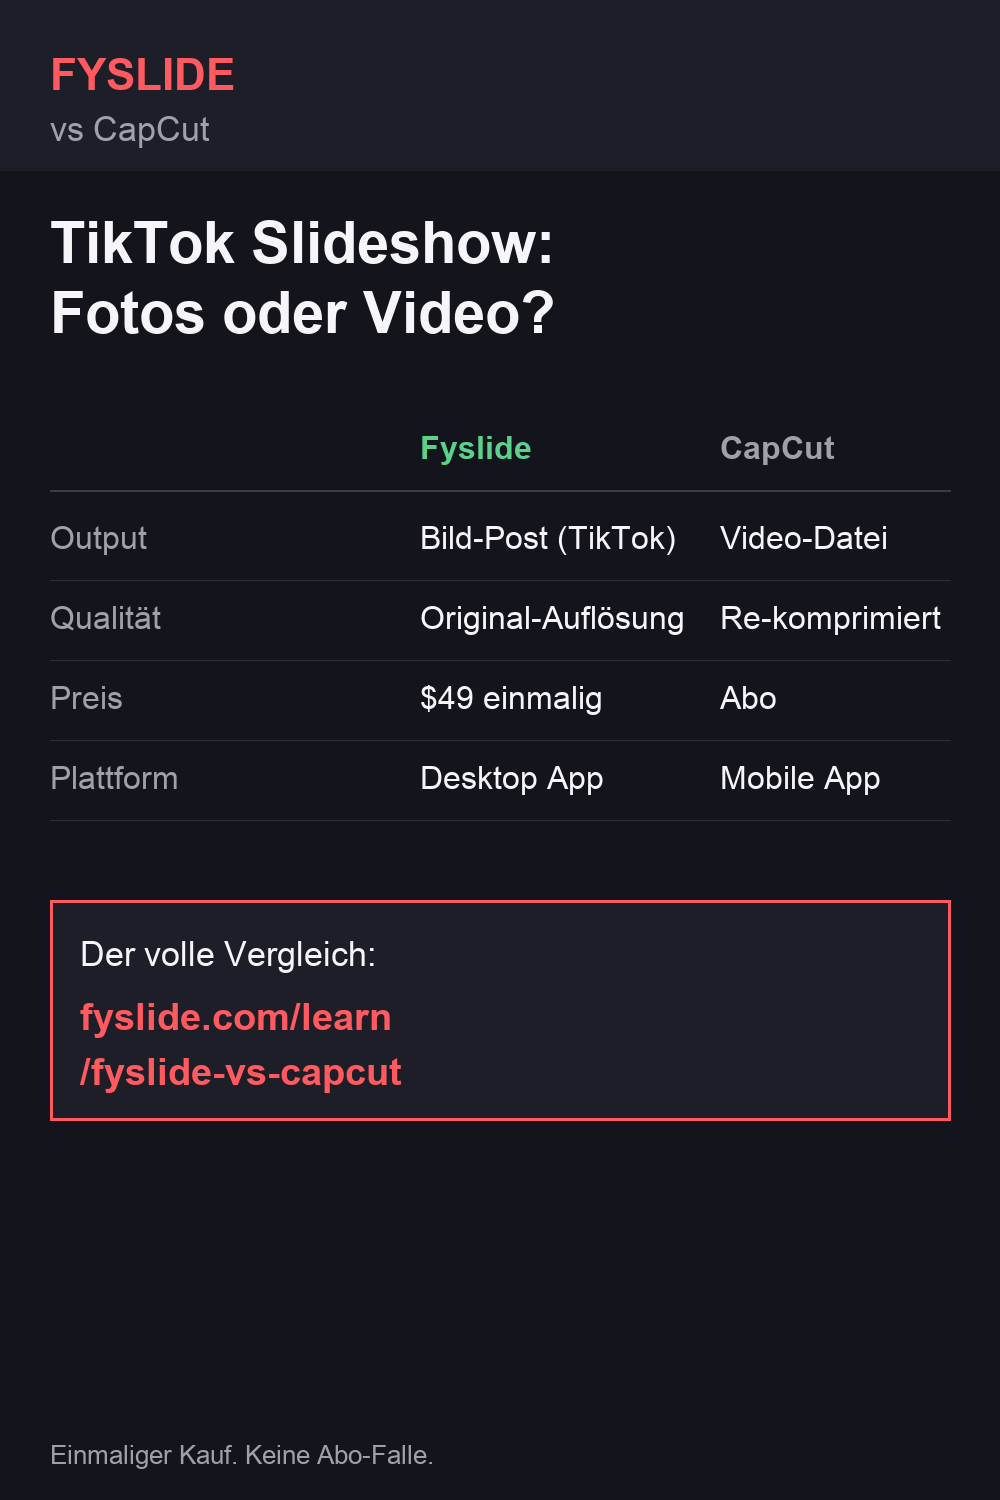 FYSLIDE
vs CapCut
TikTok Slideshow:
Fotos oder Video?
Fyslide CapCut
Output Bild-Post (TikTok) Video-Datei
Qualität Original-Auflösung Re-komprimiert
Preis $49 einmalig Abo
Plattform Desktop App Mobile App
Der volle Vergleich:
fyslide.com/learn
/fyslide-vs-capcut
Einmaliger Kauf. Keine Abo-Falle.